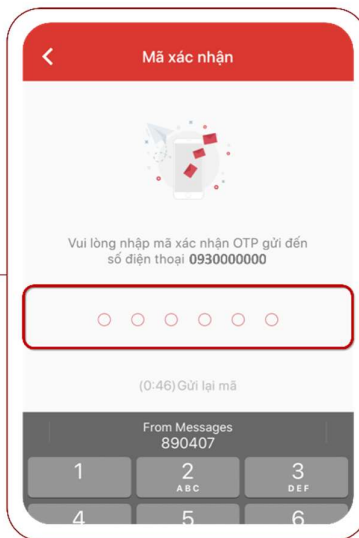 Mã xác nhận
Vui lòng nhập mã xác nhận OTP gửi đến
số điện thoại 0930000000
(0:46) Gửi lại mã
From Messages
890407
1 2 3
ABC DEF
4 5 6